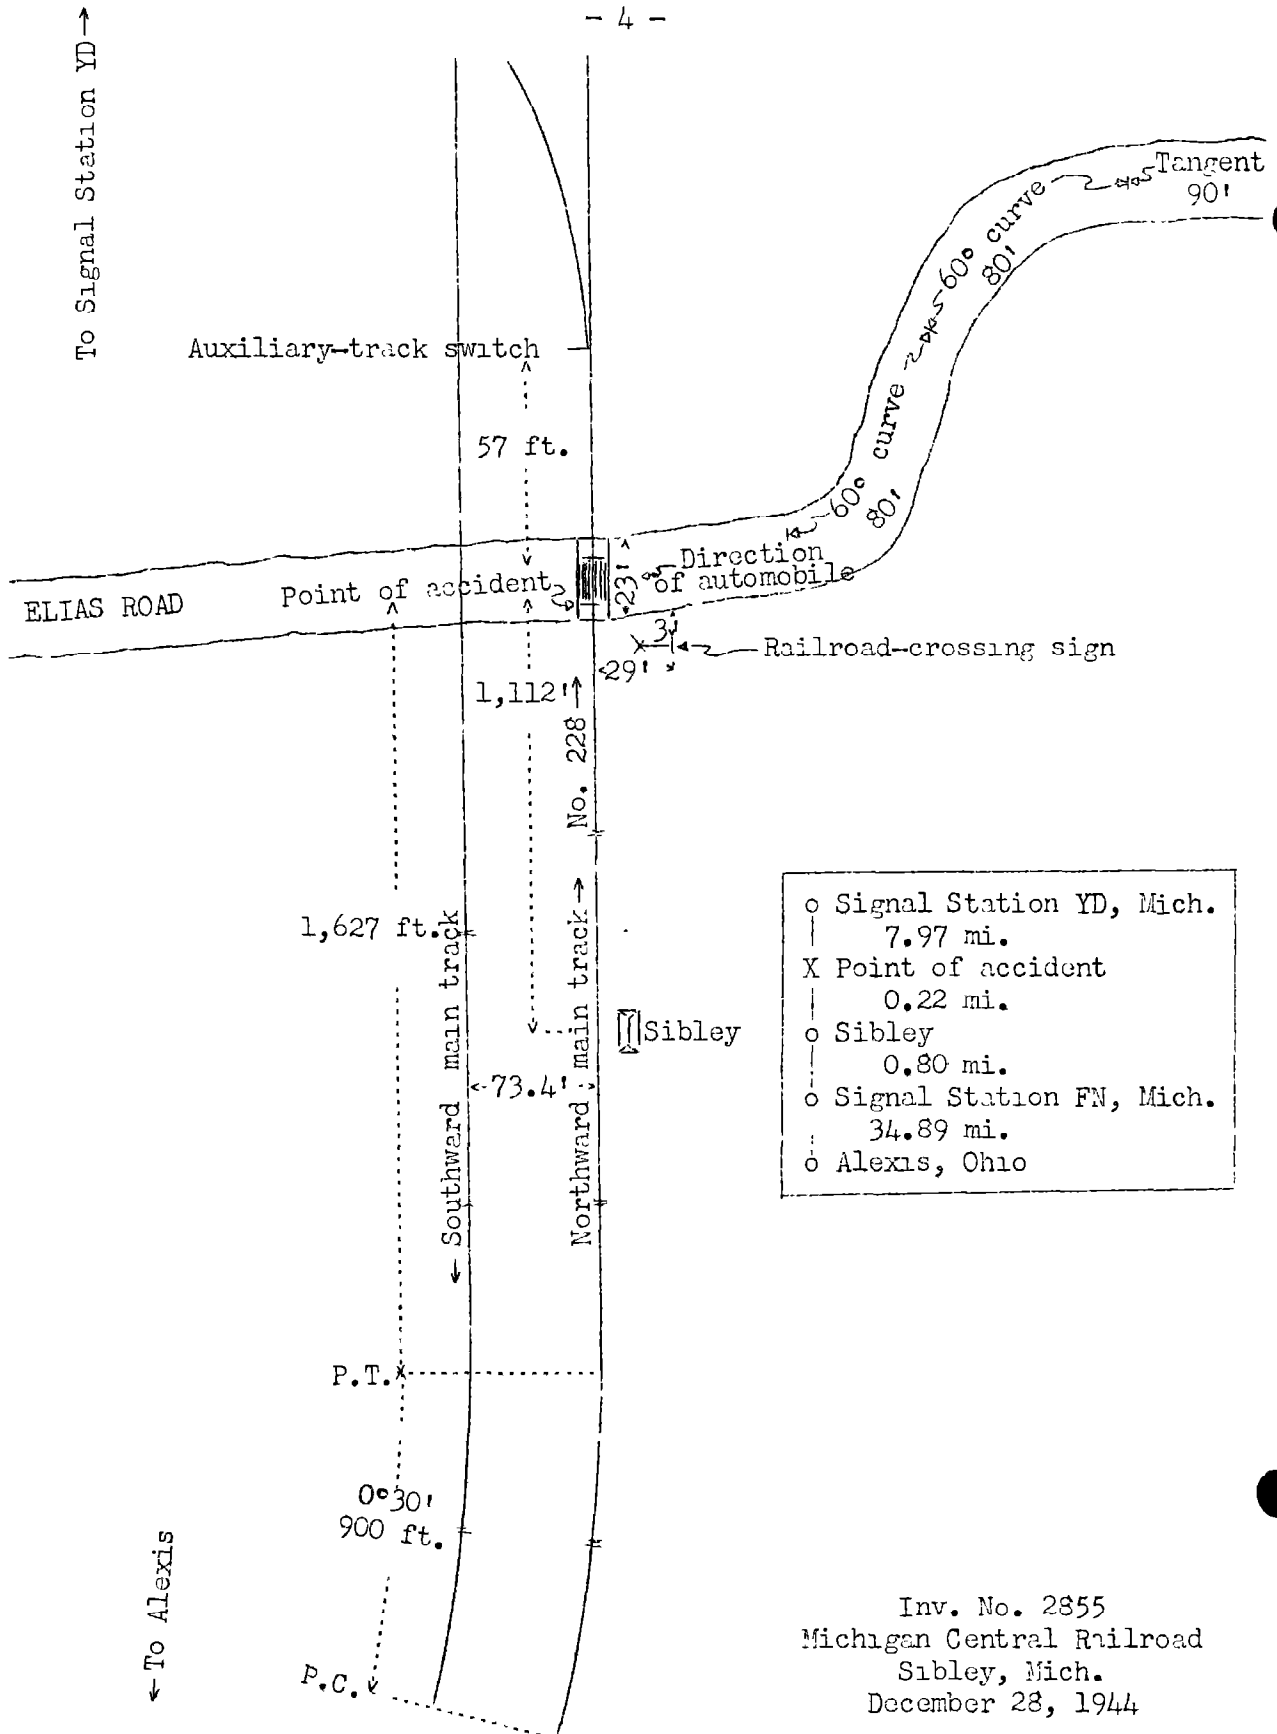 - 4 -
To Signal Station YD→
Tangent
90'
60° curve
80'
Auxiliary-track switch
60° curve
80'
57 ft.
Direction
of automobile
23'
Point of accident
ELIAS ROAD
3'
Railroad-crossing sign
29'
1,112'
No. 228→
1,627 ft.
← Southward main track
Northward main track→
Sibley
73.4'
o Signal Station YD, Mich.
7.97 mi.
X Point of accident
0.22 mi.
o Sibley
0.80 mi.
o Signal Station FN, Mich.
34.89 mi.
o Alexis, Ohio
P.T.
0°30'
900 ft.
P.C.
←To Alexis
Inv. No. 2855
Michigan Central Railroad
Sibley, Mich.
December 28, 1944